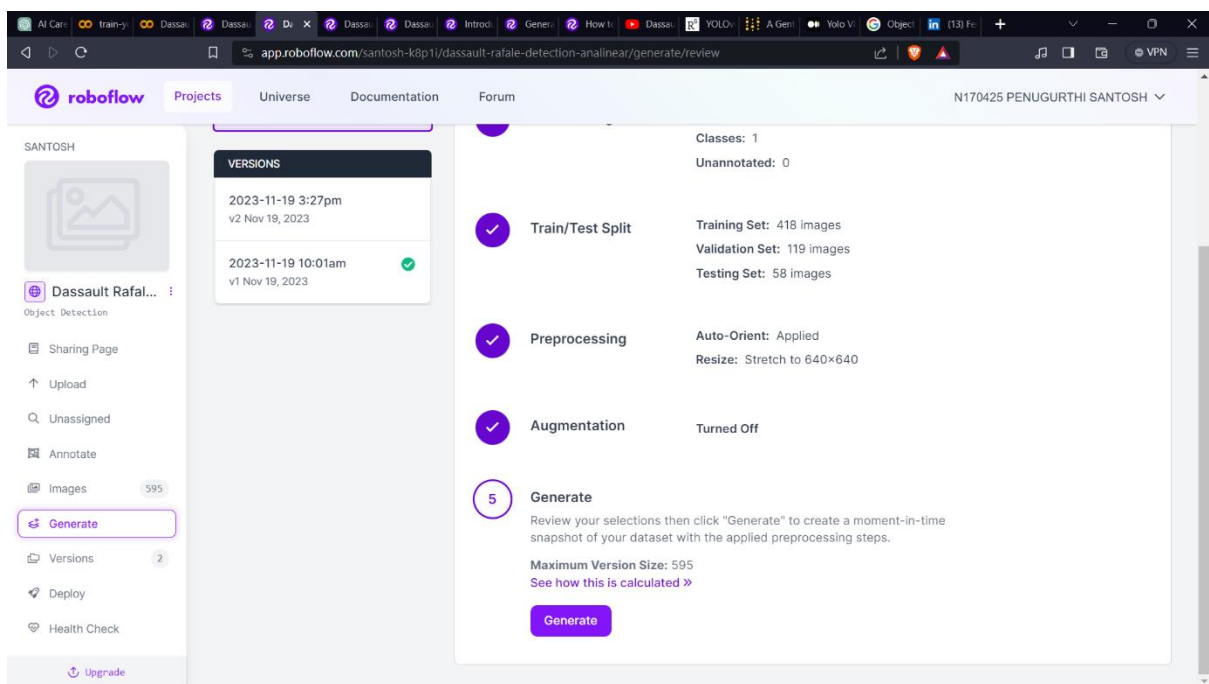 AI Care
train-y
Dassau
Dassau
Da
Dassau
Dassau
Introdu
Genera
How to
Dassau
YOLOv
A Gent
Yolo VI
Object
(13) Fe
app.roboflow.com/santosh-k8p1i/dassault-rafale-detection-analinear/generate/review
VPN
roboflow
Projects
Universe
Documentation
Forum
N170425 PENUGURTHI SANTOSH
SANTOSH
Dassault Rafal...
Object Detection
Sharing Page
Upload
Unassigned
Annotate
Images 595
Generate
Versions 2
Deploy
Health Check
Upgrade
VERSIONS
2023-11-19 3:27pm
v2 Nov 19, 2023
2023-11-19 10:01am
v1 Nov 19, 2023
Classes: 1
Unannotated: 0
Train/Test Split
Training Set: 418 images
Validation Set: 119 images
Testing Set: 58 images
Preprocessing
Auto-Orient: Applied
Resize: Stretch to 640×640
Augmentation
Turned Off
5
Generate
Review your selections then click "Generate" to create a moment-in-time
snapshot of your dataset with the applied preprocessing steps.
Maximum Version Size: 595
See how this is calculated »
Generate